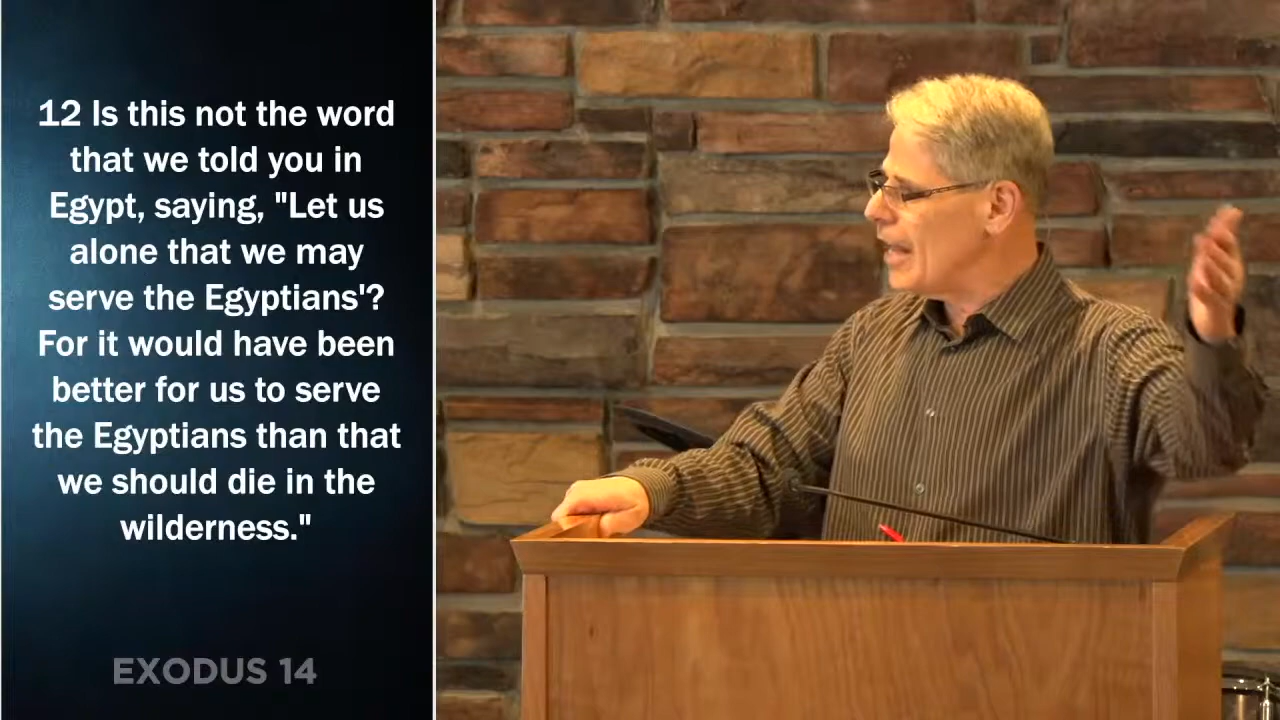 12 Is this not the word
that we told you in
Egypt, saying, "Let us
alone that we may
serve the Egyptians'?
For it would have been
better for us to serve
the Egyptians than that
we should die in the
wilderness."
EXODUS 14